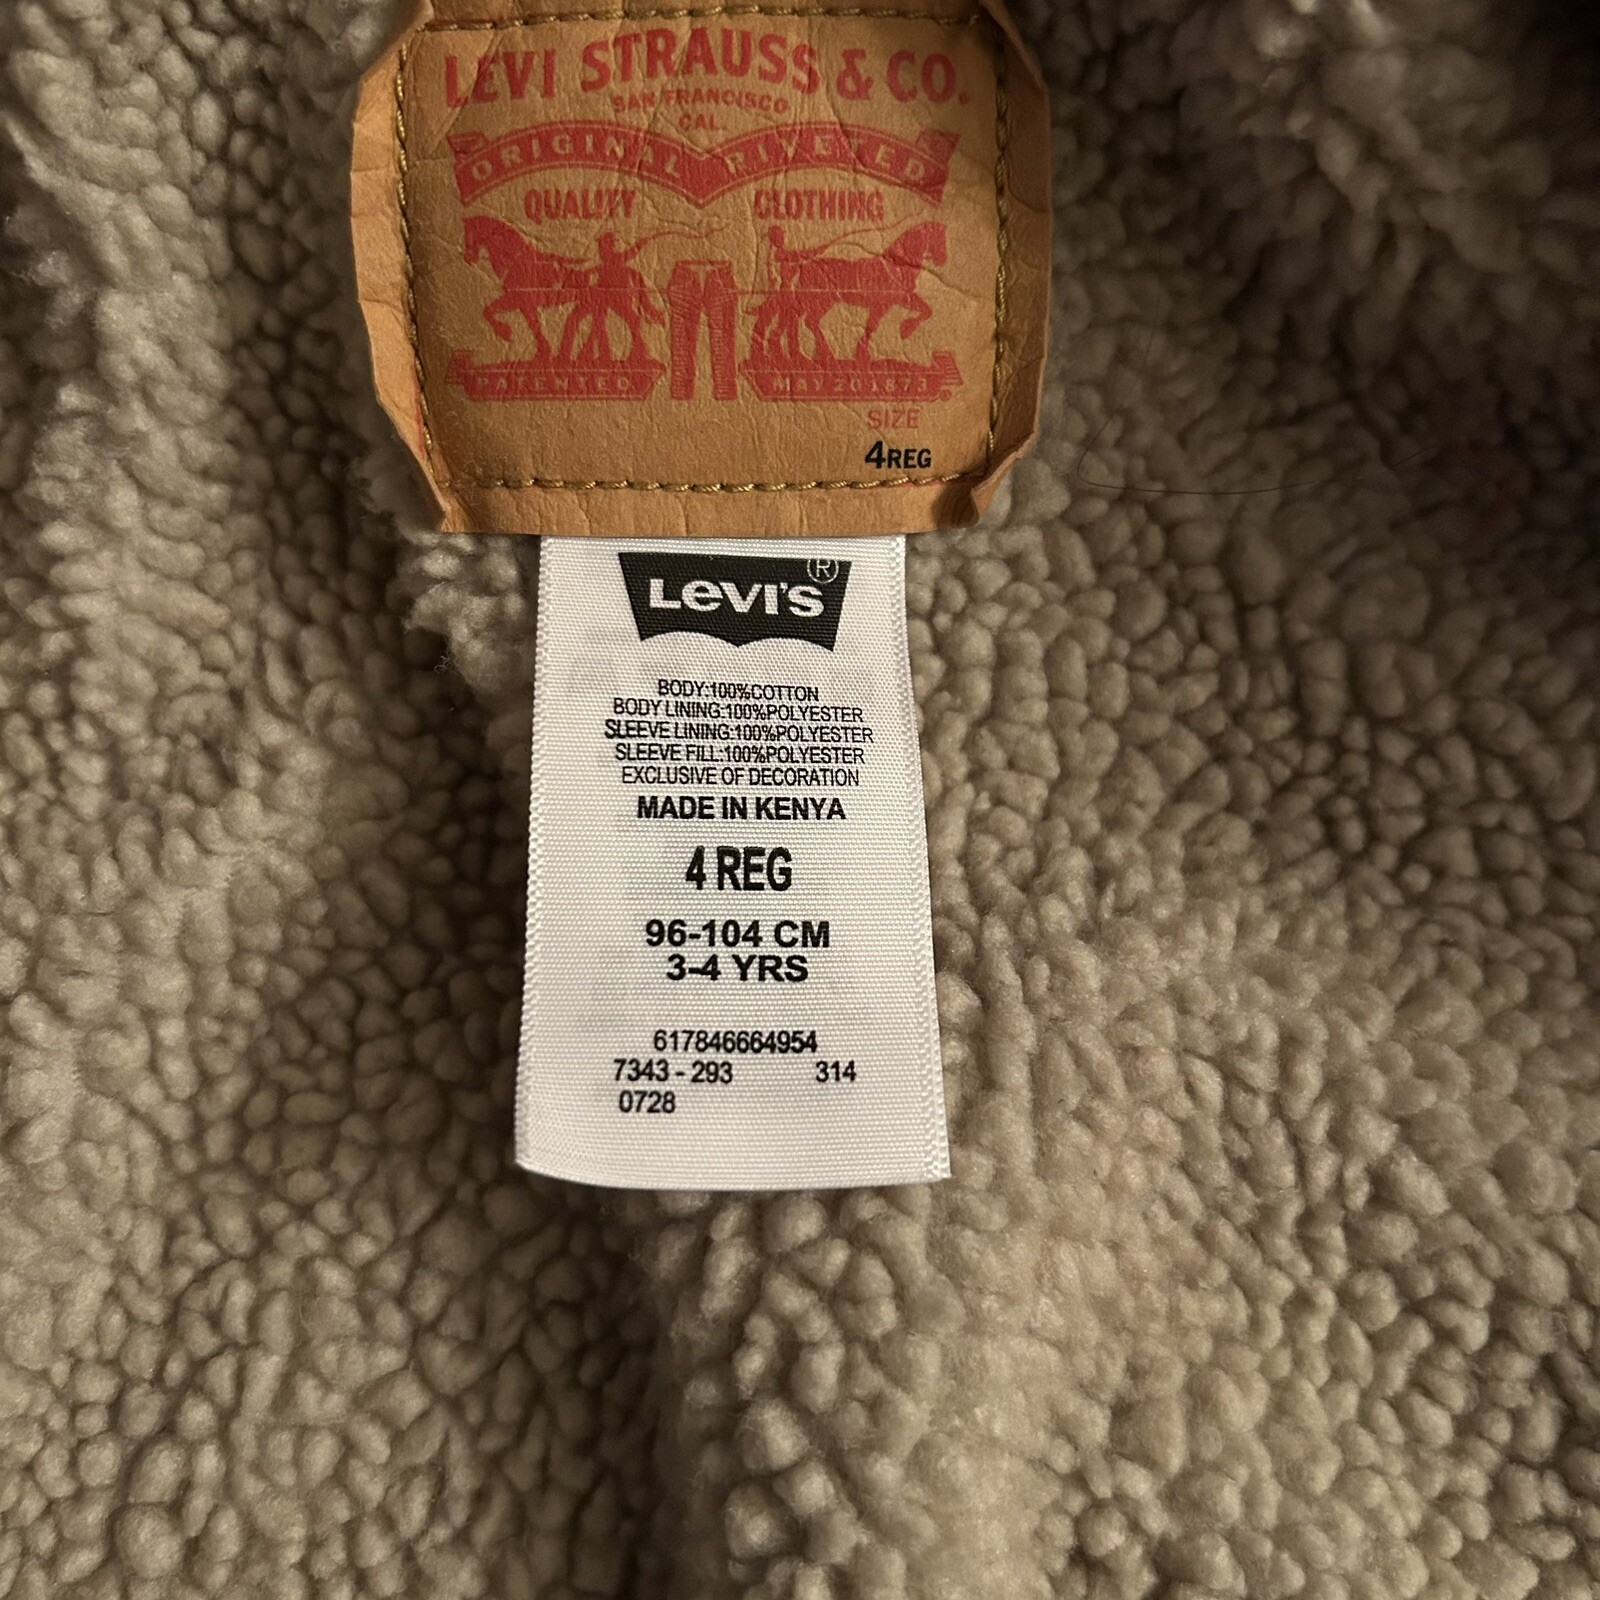 LEVI STRAUSS & CO.
SAN FRANCISCO
CAL.
ORIGINAL RIVETED
QUALITY CLOTHING
PATENTED MAY 20 1873 ®
SIZE
4REG
Levi's ®
BODY:100%COTTON
BODY LINING:100%POLYESTER
SLEEVE LINING:100%POLYESTER
SLEEVE FILL:100%POLYESTER
EXCLUSIVE OF DECORATION
MADE IN KENYA
4 REG
96-104 CM
3-4 YRS
617846664954
7343 - 293 314
0728